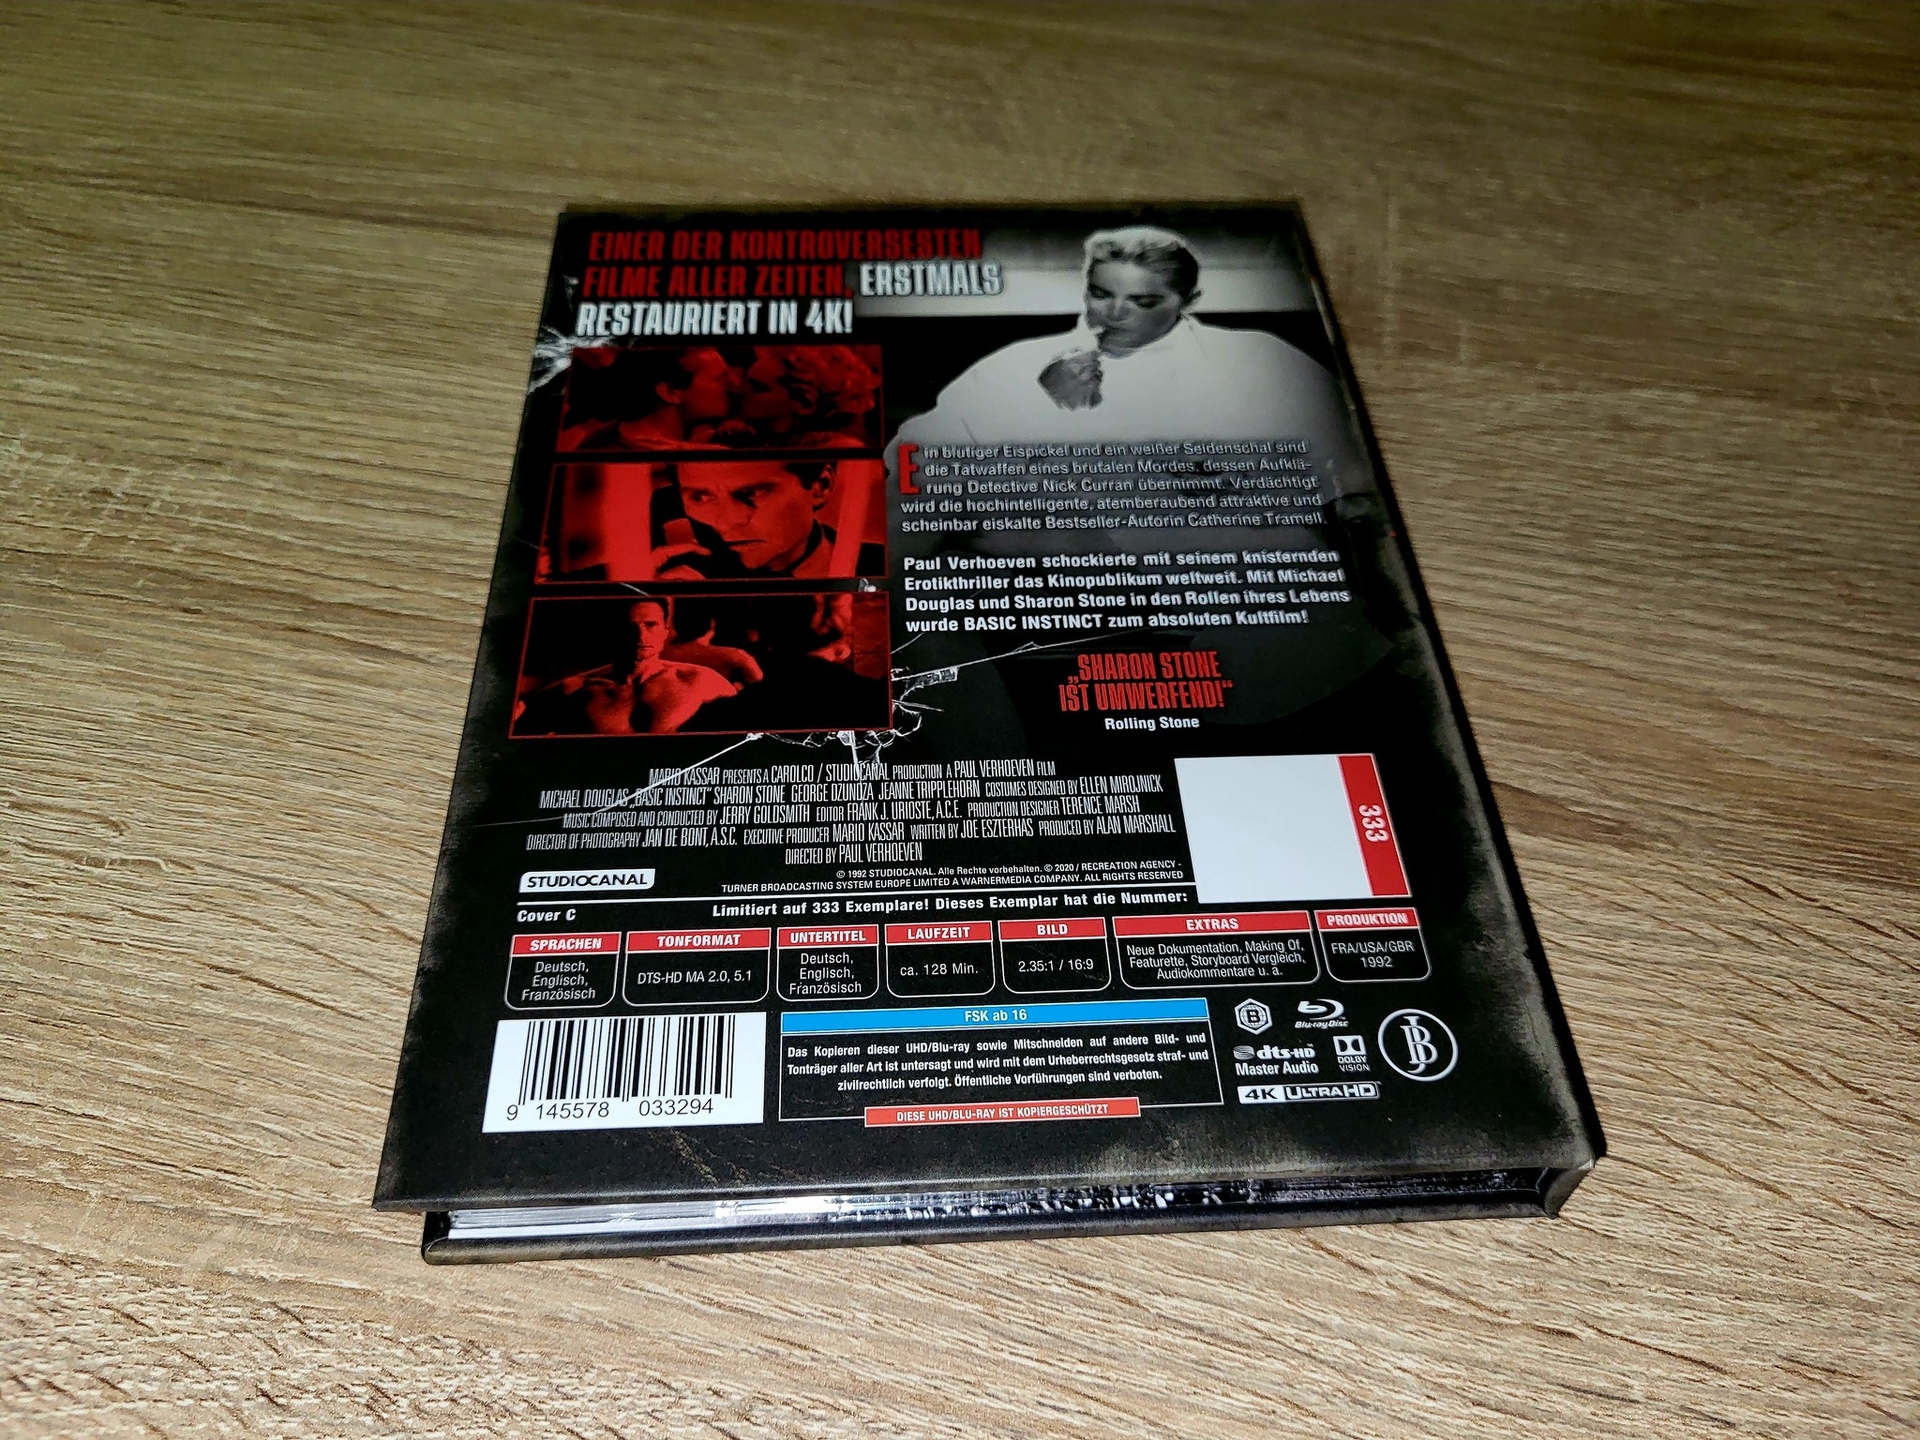 EINER DER KONTROVERSESTEN
FILME ALLER ZEITEN, ERSTMALS
RESTAURIERT IN 4K!
Ein blutiger Eispickel und ein weißer Seidenschal sind
die Tatwaffen eines brutalen Mordes, dessen Aufklä-
rung Detective Nick Curran übernimmt. Verdächtigt
wird die hochintelligente, atemberaubend attraktive und
scheinbar eiskalte Bestseller-Autorin Catherine Tramell.
Paul Verhoeven schockierte mit seinem knisternden
Erotikthriller das Kinopublikum weltweit. Mit Michael
Douglas und Sharon Stone in den Rollen ihres Lebens
wurde BASIC INSTINCT zum absoluten Kultfilm!
„SHARON STONE
IST UMWERFEND!“
Rolling Stone
MARIO KASSAR PRESENTS A CAROLCO / STUDIOCANAL PRODUCTION A PAUL VERHOEVEN FILM
MICHAEL DOUGLAS „BASIC INSTINCT“ SHARON STONE GEORGE DZUNDZA JEANNE TRIPPLEHORN COSTUMES DESIGNED BY ELLEN MIROJNICK
MUSIC COMPOSED AND CONDUCTED BY JERRY GOLDSMITH EDITOR FRANK J. URIOSTE, A.C.E. PRODUCTION DESIGNER TERENCE MARSH
DIRECTOR OF PHOTOGRAPHY JAN DE BONT, A.S.C. EXECUTIVE PRODUCER MARIO KASSAR WRITTEN BY JOE ESZTERHAS PRODUCED BY ALAN MARSHALL
DIRECTED BY PAUL VERHOEVEN
333
STUDIOCANAL
© 1992 STUDIOCANAL. Alle Rechte vorbehalten. © 2020 / RECREATION AGENCY -
TURNER BROADCASTING SYSTEM EUROPE LIMITED A WARNERMEDIA COMPANY. ALL RIGHTS RESERVED
Cover C
Limitiert auf 333 Exemplare! Dieses Exemplar hat die Nummer:
SPRACHEN
Deutsch,
Englisch,
Französisch
TONFORMAT
DTS-HD MA 2.0, 5.1
UNTERTITEL
Deutsch,
Englisch,
Französisch
LAUFZEIT
ca. 128 Min.
BILD
2.35:1 / 16:9
EXTRAS
Neue Dokumentation, Making Of,
Featurette, Storyboard Vergleich,
Audiokommentare u. a.
PRODUKTION
FRA/USA/GBR
1992
9 145578 033294
FSK ab 16
Das Kopieren dieser UHD/Blu-ray sowie Mitschneiden auf andere Bild- und
Tonträger aller Art ist untersagt und wird mit dem Urheberrechtsgesetz straf- und
zivilrechtlich verfolgt. Öffentliche Vorführungen sind verboten.
DIESE UHD/BLU-RAY IST KOPIERGESCHÜTZT
B
Blu-ray Disc
dts-HD
Master Audio
DOLBY
VISION
4K ULTRA HD
JB